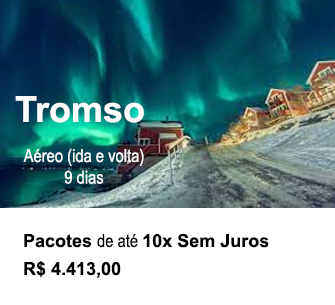 Tromso
Aéreo (ida e volta)
9 dias
Pacotes de até 10x Sem Juros
R$ 4.413,00